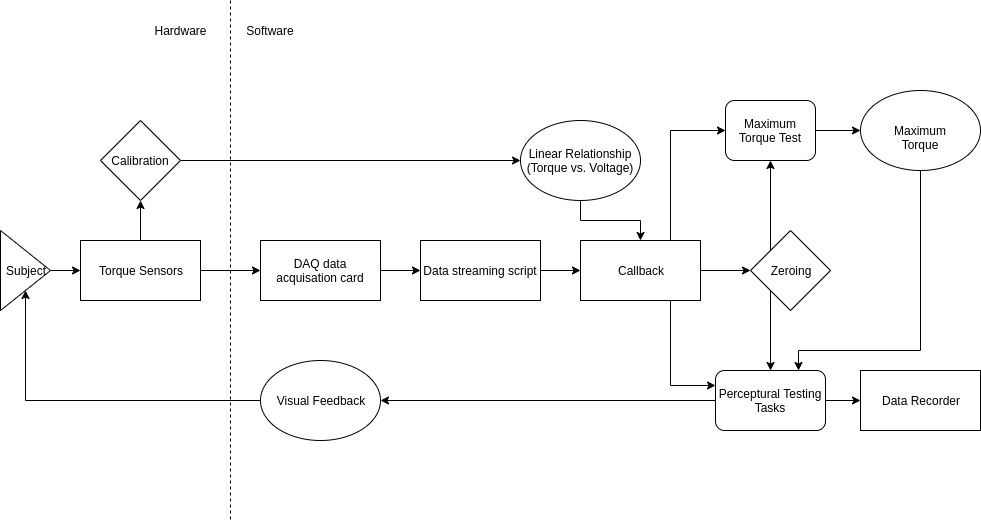 Hardware
Software
Calibration
Linear Relationship
(Torque vs. Voltage)
Maximum
Torque Test
Maximum
Torque
Subject
Torque Sensors
DAQ data
acquisation card
Data streaming script
Callback
Zeroing
Visual Feedback
Perceptural Testing
Tasks
Data Recorder